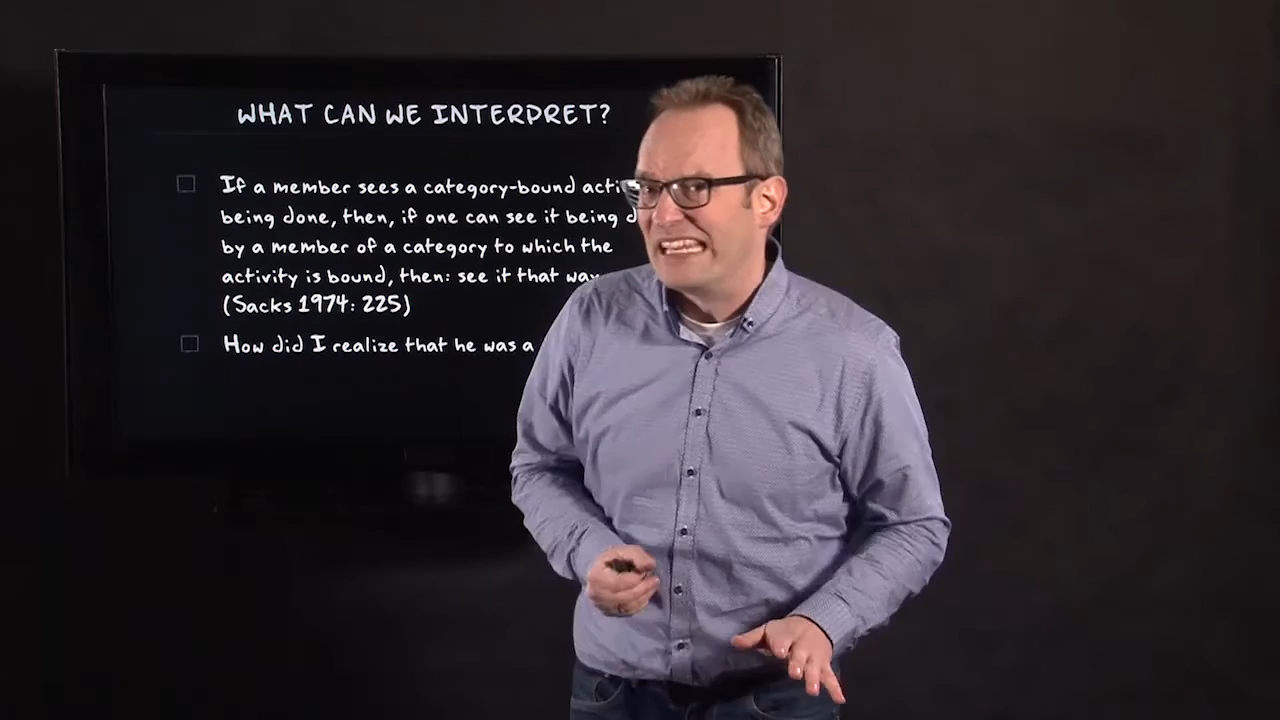 WHAT CAN WE INTERPRET?
If a member sees a category-bound
being done, then, if one can see it being
by a member of a category to which the
activity is bound, then: see it that way
(Sacks 1974: 225)
How did I realize that he was a